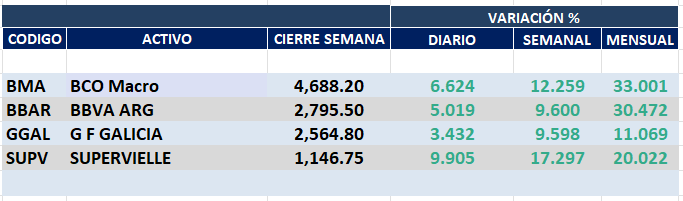 VARIACIÓN %
CODIGO ACTIVO CIERRE SEMANA DIARIO SEMANAL MENSUAL
BMA BCO Macro 4,688.20 6.624 12.259 33.001
BBAR BBVA ARG 2,795.50 5.019 9.600 30.472
GGAL G F GALICIA 2,564.80 3.432 9.598 11.069
SUPV SUPERVIELLE 1,146.75 9.905 17.297 20.022